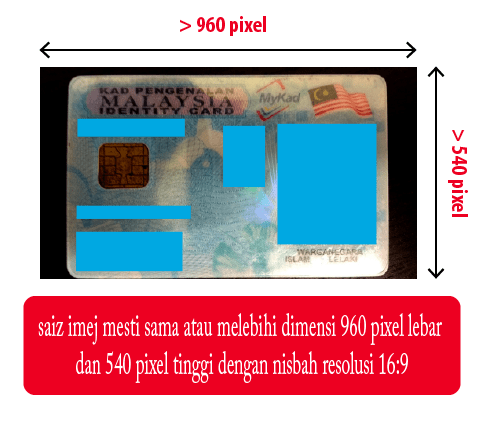 > 960 pixel
> 540 pixel
KAD PENGENALAN
MALAYSIA
IDENTITY CARD
MyKad
WARGANEGARA
ISLAM LELAKI
saiz imej mesti sama atau melebihi dimensi 960 pixel lebar
dan 540 pixel tinggi dengan nisbah resolusi 16:9